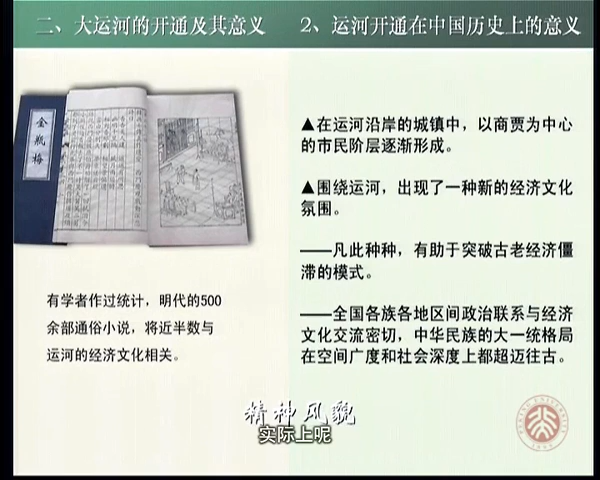 二、大运河的开通及其意义
2、运河开通在中国历史上的意义
金瓶梅
有学者作过统计，明代的500
余部通俗小说，将近半数与
运河的经济文化相关。
▲在运河沿岸的城镇中，以商贾为中心
的市民阶层逐渐形成。
▲围绕运河，出现了一种新的经济文化
氛围。
——凡此种种，有助于突破古老经济僵
滞的模式。
——全国各族各地区间政治联系与经济
文化交流密切，中华民族的大一统格局
在空间广度和社会深度上都超迈往古。
精神风貌
实际上呢